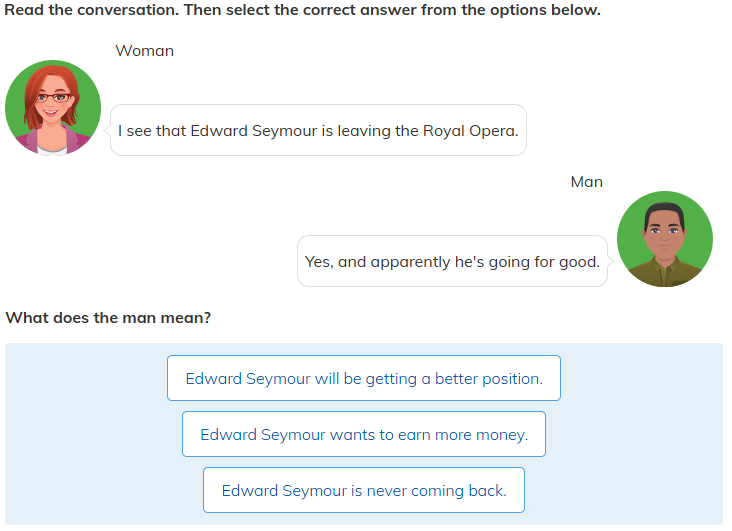 Read the conversation. Then select the correct answer from the options below.
Woman
I see that Edward Seymour is leaving the Royal Opera.
Man
Yes, and apparently he's going for good.
What does the man mean?
Edward Seymour will be getting a better position.
Edward Seymour wants to earn more money.
Edward Seymour is never coming back.